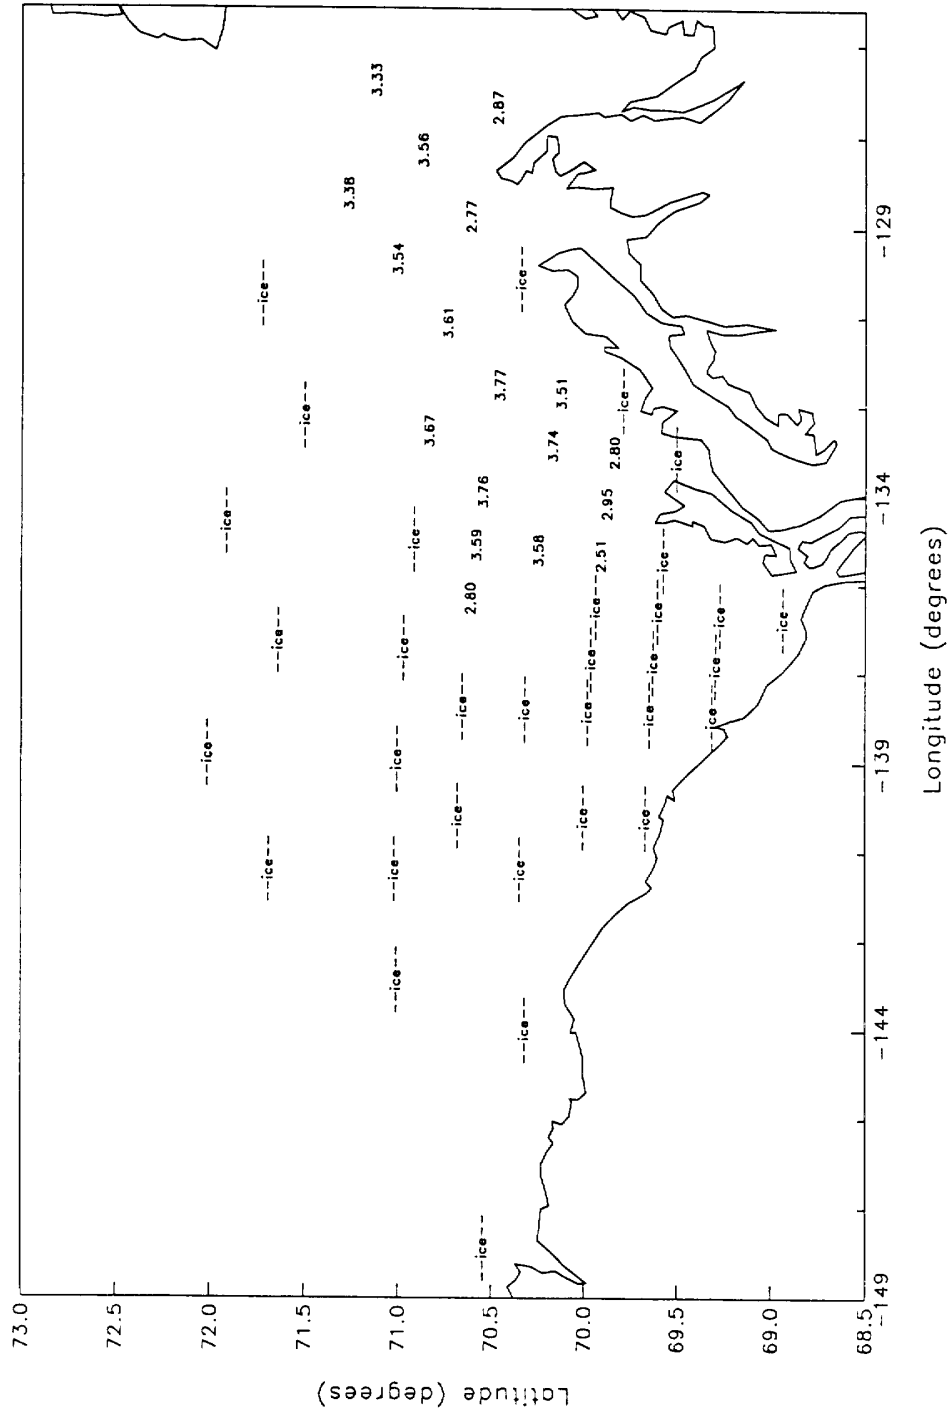 73.0
72.5
72.0
71.5
71.0
70.5
70.0
69.5
69.0
68.5
Latitude (degrees)
--ice--
--ice--
--ice--
--ice--
--ice--
--ice--
3.38
3.33
--ice--
--ice--
--ice--
3.54
--ice--
--ice--
3.56
3.67
3.61
--ice--
--ice--
2.80
2.77
3.59
--ice--
3.76
2.87
3.77
--ice--
--ice--
--ice--
--ice--
3.58
3.74
3.51
--ice--
--ice--
--ice--
--ice--
2.51
2.95
2.80
--ice--
--ice--
--ice--
--ice--
--ice--
--ice--
--ice--
--ice--
--ice--
--ice--
--ice--
-149
-144
-139
-134
-129
Longitude (degrees)